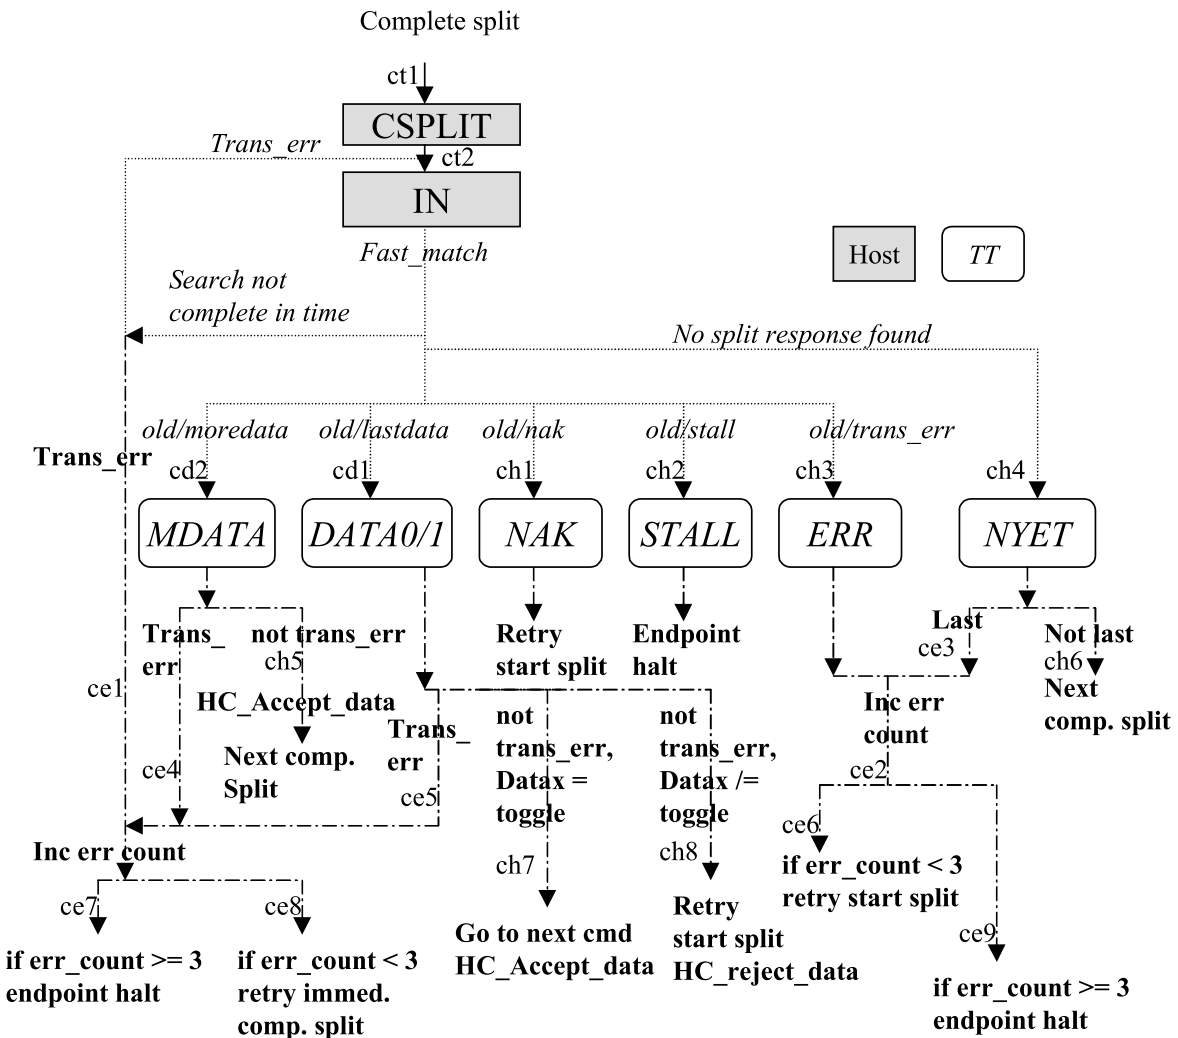 Complete split
ct1
CSPLIT
Trans_err
ct2
IN
Fast_match
Host
TT
Search not
complete in time
No split response found
old/moredata
old/lastdata
old/nak
old/stall
old/trans_err
Trans_err
cd2
cd1
ch1
ch2
ch3
ch4
MDATA
DATA0/1
NAK
STALL
ERR
NYET
Trans_
err
not trans_err
ch5
Retry
start split
Endpoint
halt
Last
ce3
Not last
ch6
Next
comp. split
ce1
HC_Accept_data
Next comp.
Split
ce4
Trans_
err
ce5
not
trans_err,
Datax =
toggle
ch7
not
trans_err,
Datax /=
toggle
ch8
Inc err
count
ce2
ce6
if err_count < 3
retry start split
Inc err count
ce7
ce8
ce9
if err_count >= 3
endpoint halt
if err_count < 3
retry immed.
comp. split
Go to next cmd
HC_Accept_data
Retry
start split
HC_reject_data
if err_count >= 3
endpoint halt